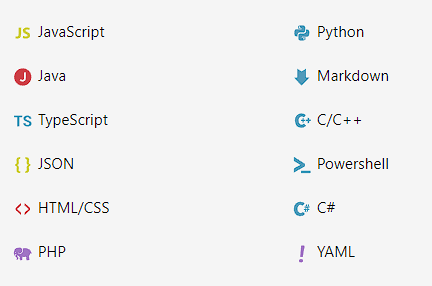 JS JavaScript
Python
J Java
Markdown
TS TypeScript
C++ C/C++
{ } JSON
>_ Powershell
<> HTML/CSS
C# C#
PHP
! YAML